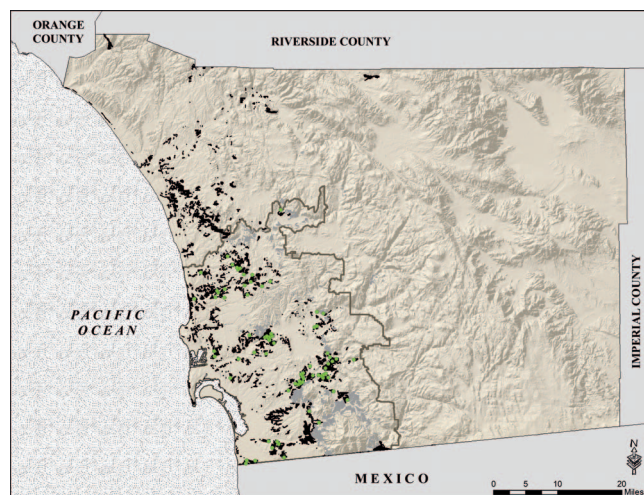 ORANGE
COUNTY
RIVERSIDE COUNTY
IMPERIAL COUNTY
PACIFIC
OCEAN
MEXICO
N
0 5 10 20
Miles